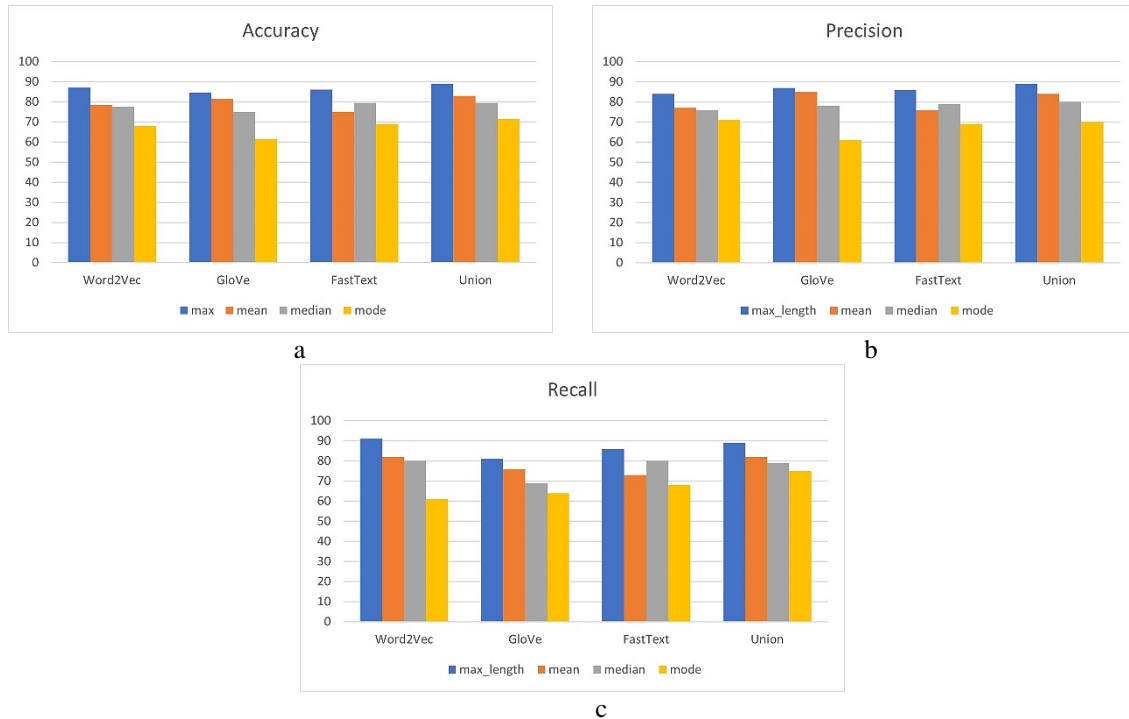 Accuracy
100
90
80
70
60
50
40
30
20
10
0
Word2Vec GloVe FastText Union
max mean median mode
a
Precision
100
90
80
70
60
50
40
30
20
10
0
Word2Vec GloVe FastText Union
max_length mean median mode
b
Recall
100
90
80
70
60
50
40
30
20
10
0
Word2Vec GloVe FastText Union
max_length mean median mode
c